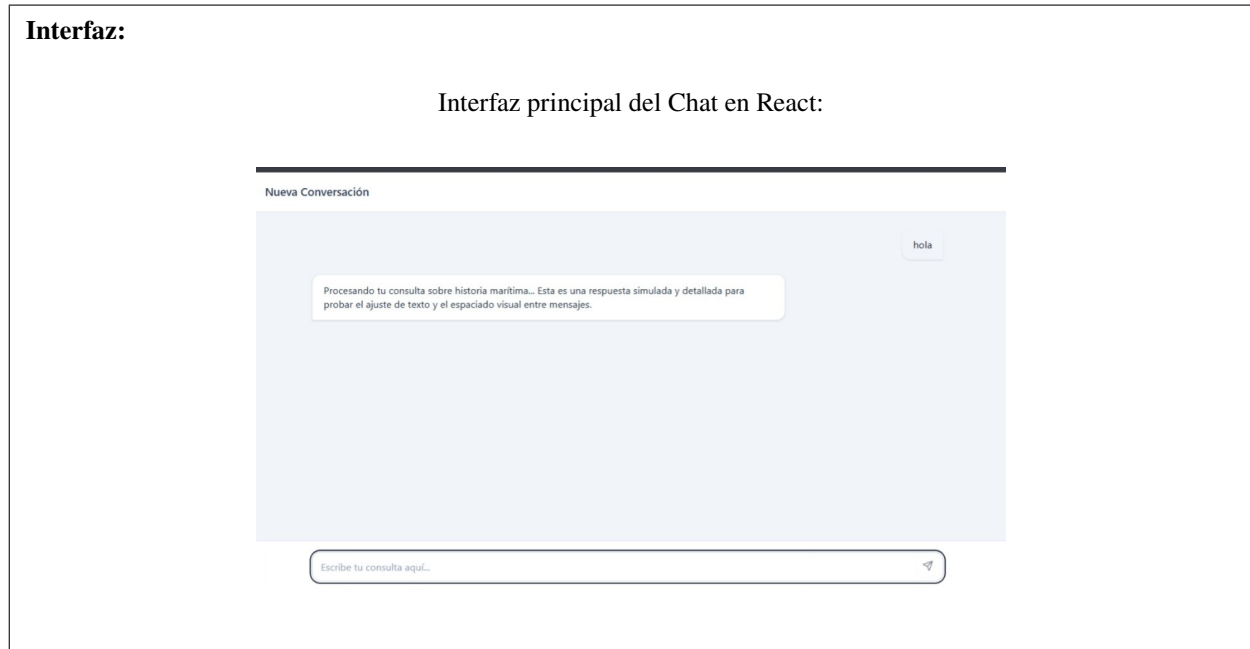 Interfaz:
Interfaz principal del Chat en React:
Nueva Conversación
hola
Procesando tu consulta sobre historia marítima... Esta es una respuesta simulada y detallada para
probar el ajuste de texto y el espaciado visual entre mensajes.
Escribe tu consulta aquí...